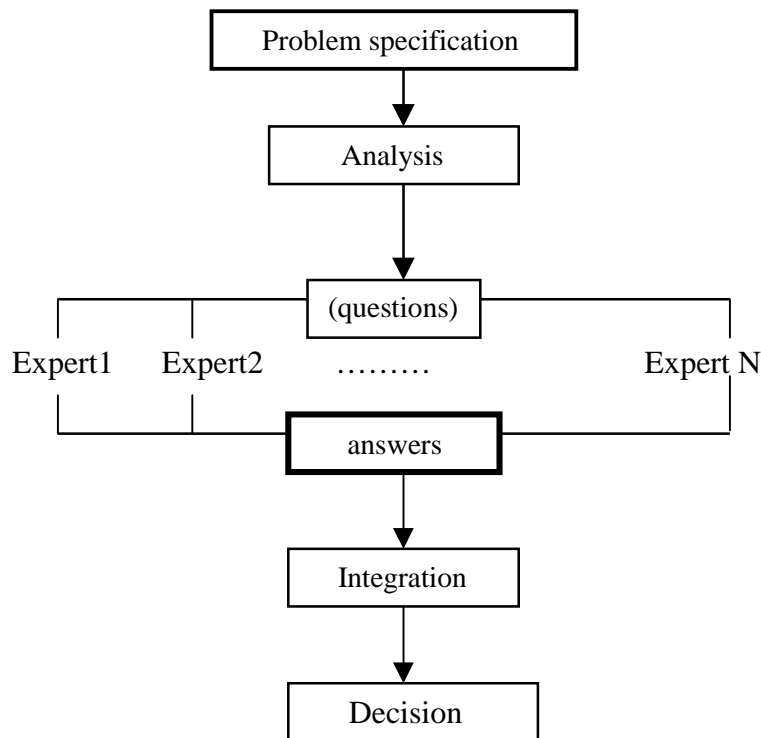 Problem specification
Analysis
(questions)
Expert1 Expert2 ……… Expert N
answers
Integration
Decision